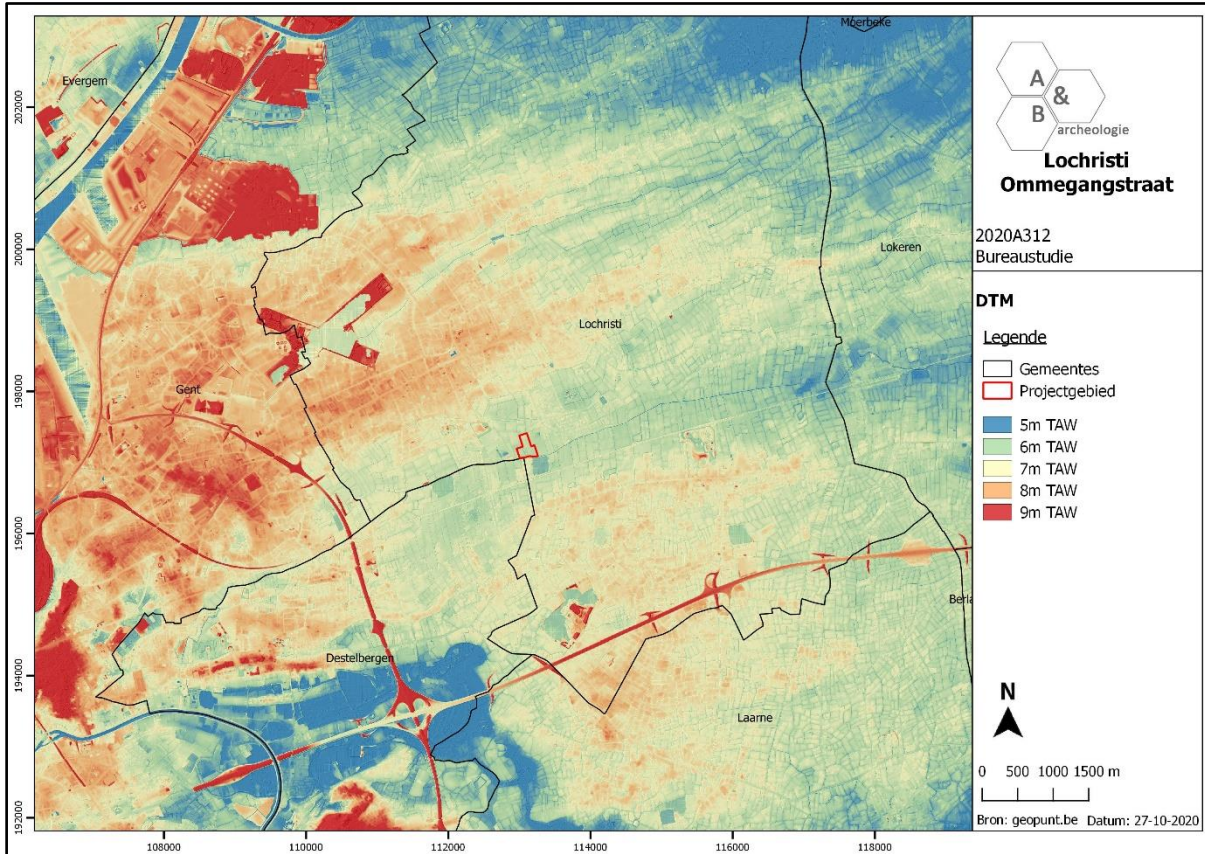 Moerbeke
Evergem
Lokeren
Lochristi
Gent
Destelbergen
Laarne
Berla
202000
200000
198000
196000
194000
192000
108000
110000
112000
114000
116000
118000
A
&
B
archeologie
Lochristi
Ommegangstraat
2020A312
Bureaustudie
DTM
Legende
Gemeentes
Projectgebied
5m TAW
6m TAW
7m TAW
8m TAW
9m TAW
N
0 500 1000 1500 m
Bron: geopunt.be Datum: 27-10-2020